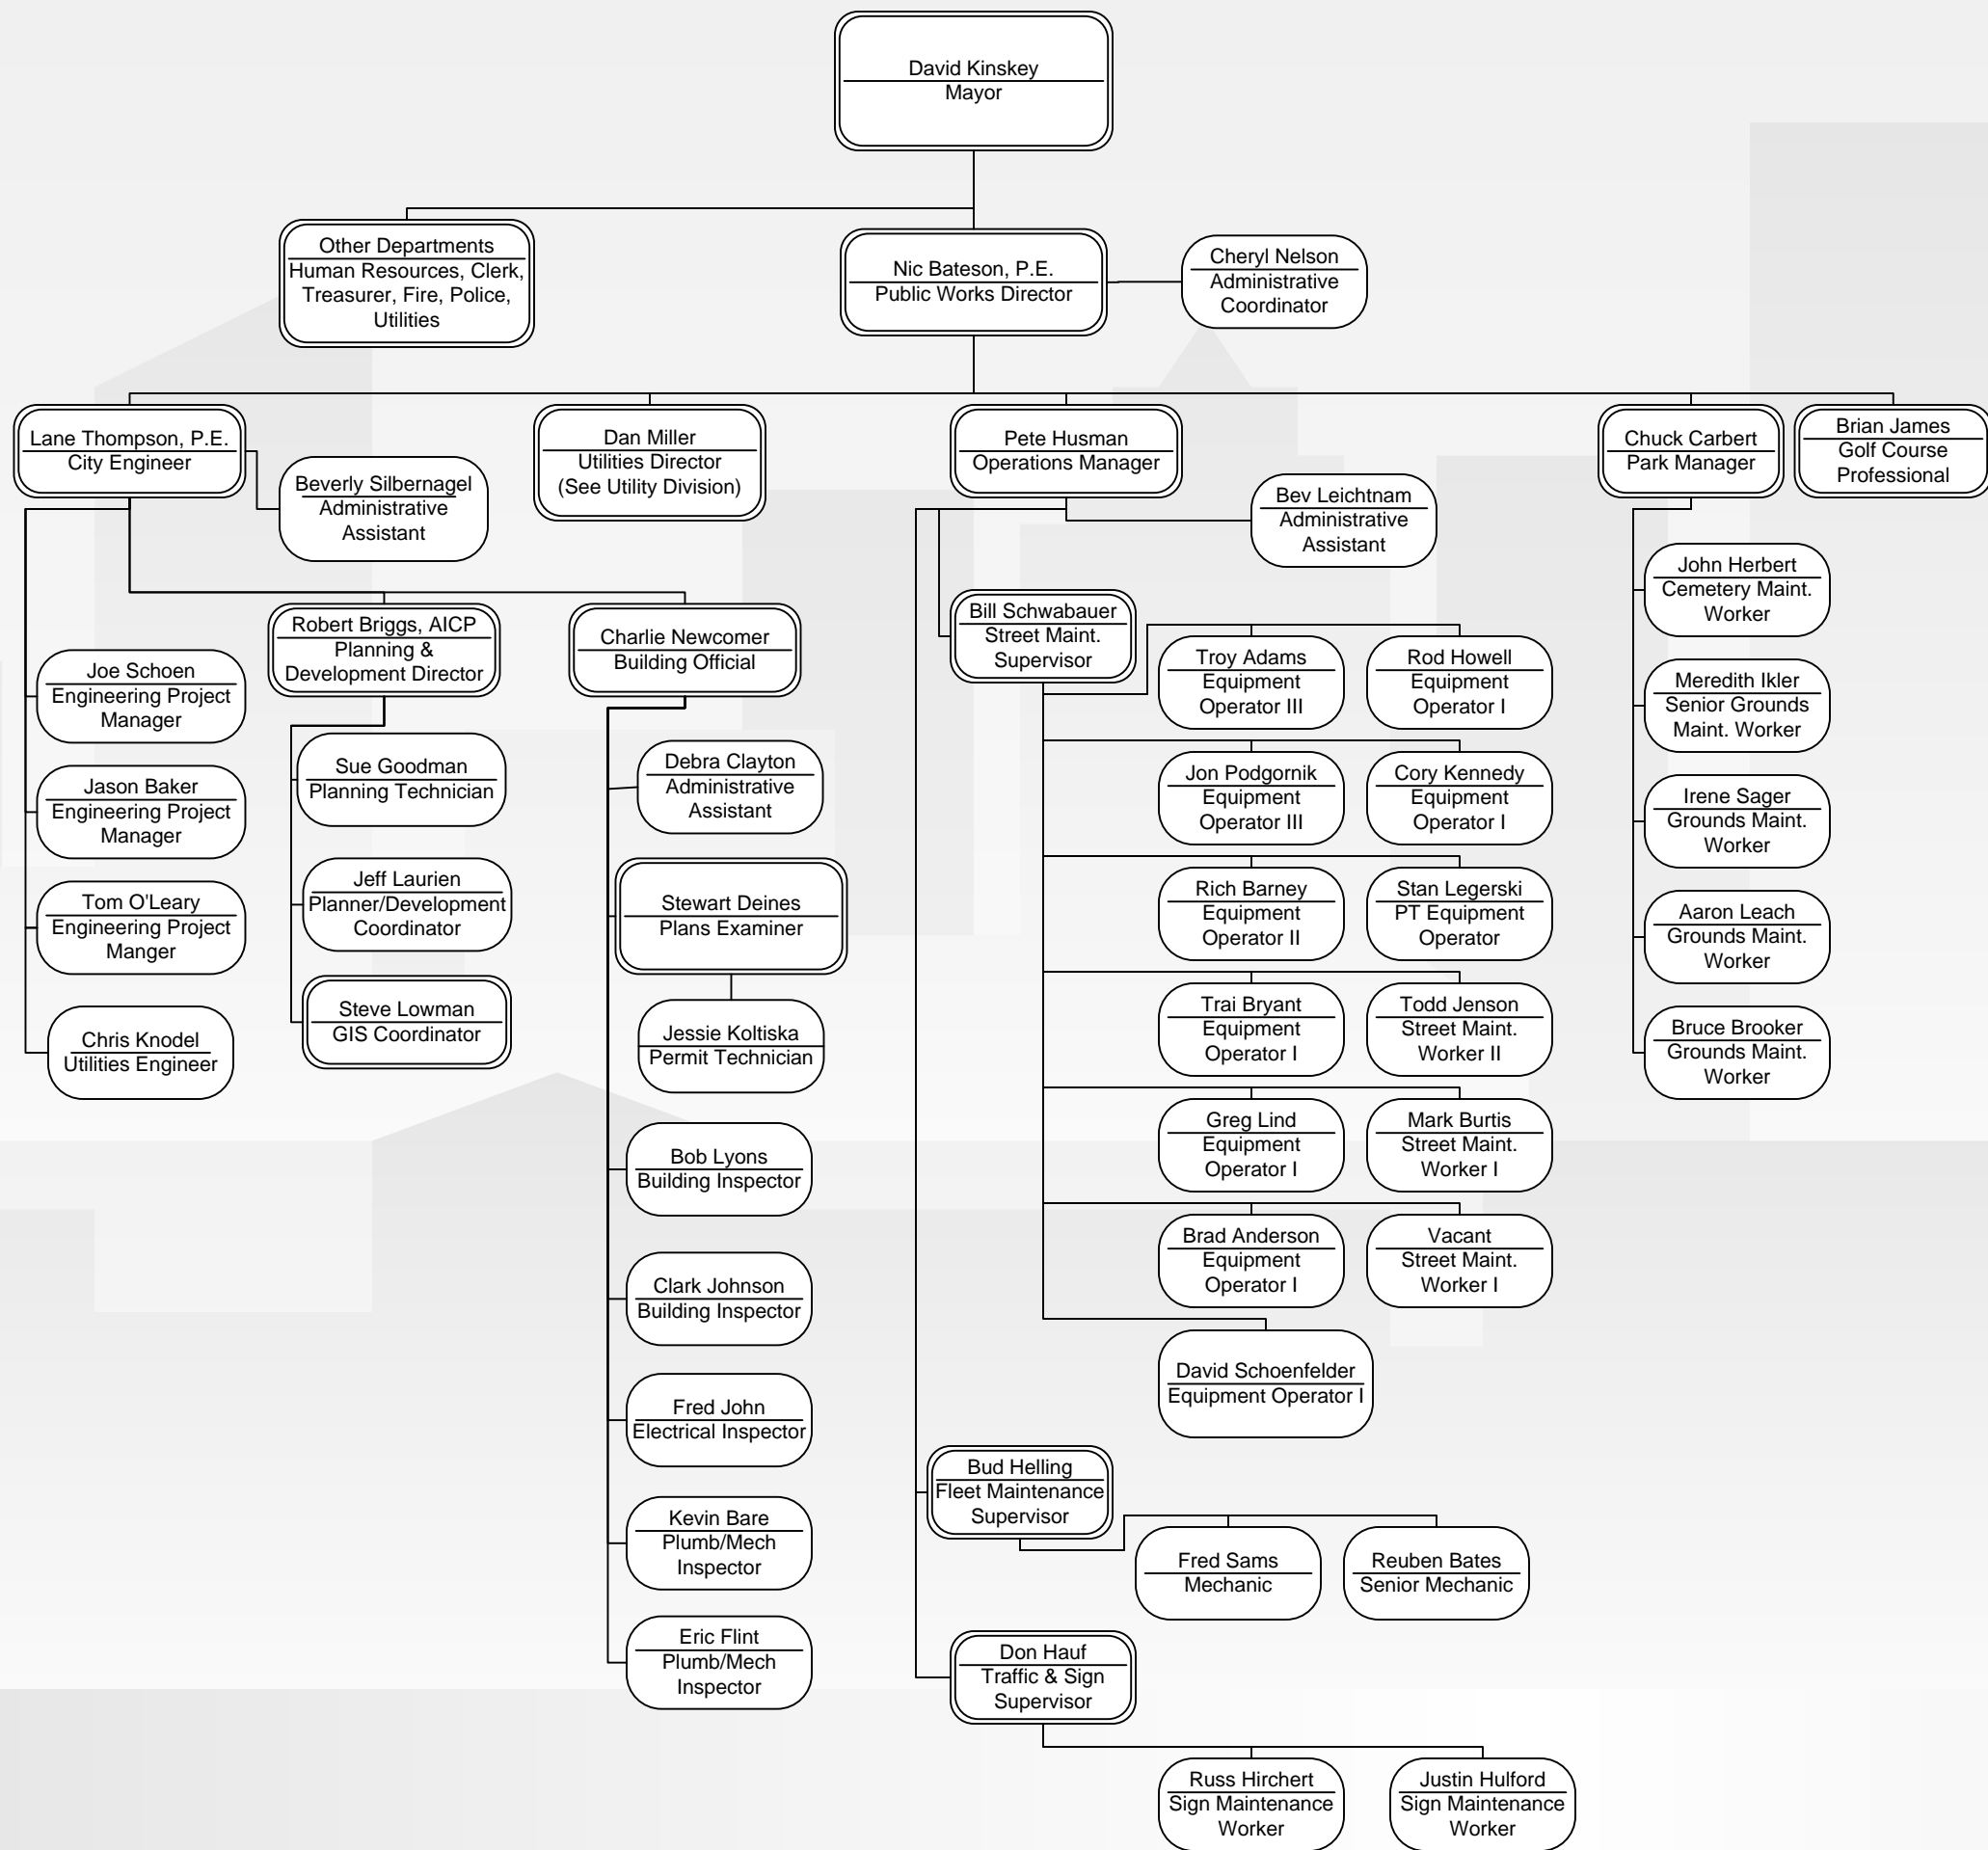 David Kinskey
Mayor
Other Departments
Human Resources, Clerk,
Treasurer, Fire, Police,
Utilities
Nic Bateson, P.E.
Public Works Director
Cheryl Nelson
Administrative
Coordinator
Lane Thompson, P.E.
City Engineer
Beverly Silbernagel
Administrative
Assistant
Dan Miller
Utilities Director
(See Utility Division)
Pete Husman
Operations Manager
Bev Leichtnam
Administrative
Assistant
Chuck Carbert
Park Manager
Brian James
Golf Course
Professional
Joe Schoen
Engineering Project
Manager
Jason Baker
Engineering Project
Manager
Tom O'Leary
Engineering Project
Manger
Chris Knodel
Utilities Engineer
Robert Briggs, AICP
Planning &
Development Director
Sue Goodman
Planning Technician
Jeff Laurien
Planner/Development
Coordinator
Steve Lowman
GIS Coordinator
Charlie Newcomer
Building Official
Debra Clayton
Administrative
Assistant
Stewart Deines
Plans Examiner
Jessie Koltiska
Permit Technician
Bob Lyons
Building Inspector
Clark Johnson
Building Inspector
Fred John
Electrical Inspector
Kevin Bare
Plumb/Mech
Inspector
Eric Flint
Plumb/Mech
Inspector
Bill Schwabauer
Street Maint.
Supervisor
Troy Adams
Equipment
Operator III
Rod Howell
Equipment
Operator I
Jon Podgornik
Equipment
Operator III
Cory Kennedy
Equipment
Operator I
Rich Barney
Equipment
Operator II
Stan Legerski
PT Equipment
Operator
Trai Bryant
Equipment
Operator I
Todd Jenson
Street Maint.
Worker II
Greg Lind
Equipment
Operator I
Mark Burtis
Street Maint.
Worker I
Brad Anderson
Equipment
Operator I
Vacant
Street Maint.
Worker I
David Schoenfelder
Equipment Operator I
Bud Helling
Fleet Maintenance
Supervisor
Fred Sams
Mechanic
Reuben Bates
Senior Mechanic
Don Hauf
Traffic & Sign
Supervisor
Russ Hirchert
Sign Maintenance
Worker
Justin Hulford
Sign Maintenance
Worker
John Herbert
Cemetery Maint.
Worker
Meredith Ikler
Senior Grounds
Maint. Worker
Irene Sager
Grounds Maint.
Worker
Aaron Leach
Grounds Maint.
Worker
Bruce Brooker
Grounds Maint.
Worker